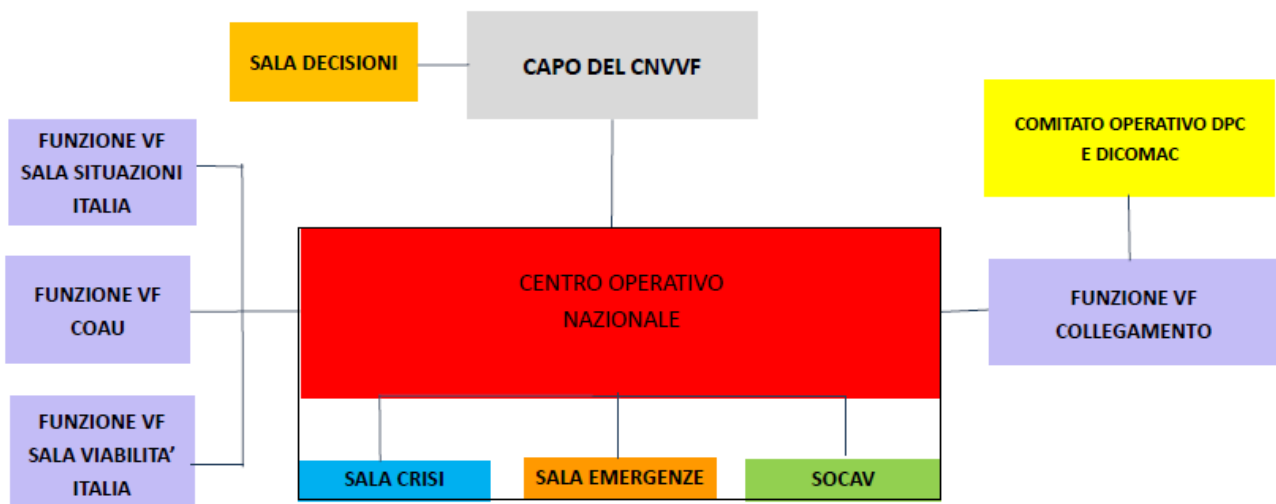 SALA DECISIONI
CAPO DEL CNVVF
FUNZIONE VF
SALA SITUAZIONI
ITALIA
COMITATO OPERATIVO DPC
E DICOMAC
FUNZIONE VF
COAU
CENTRO OPERATIVO
NAZIONALE
FUNZIONE VF
COLLEGAMENTO
FUNZIONE VF
SALA VIABILITA’
ITALIA
SALA CRISI
SALA EMERGENZE
SOCAV